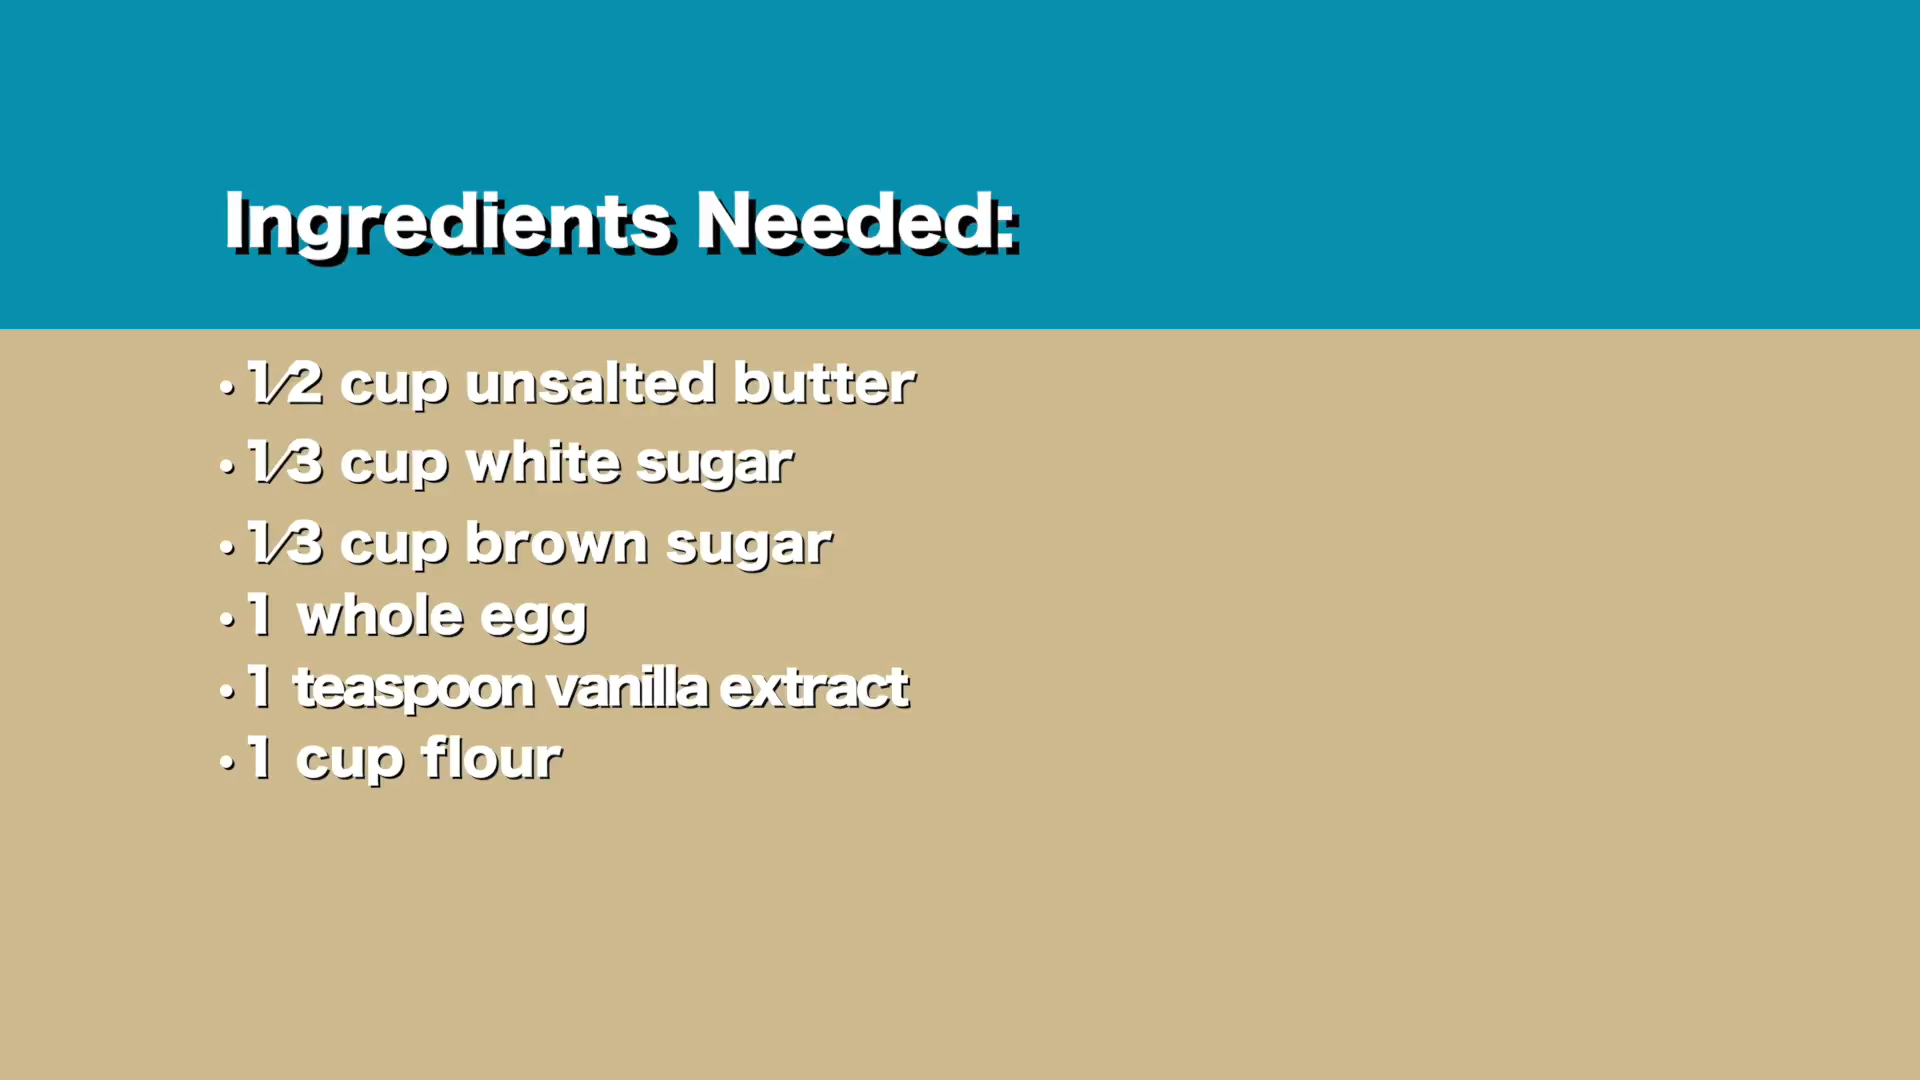 Ingredients Needed:
• 1⁄2 cup unsalted butter
• 1⁄3 cup white sugar
• 1⁄3 cup brown sugar
• 1 whole egg
• 1 teaspoon vanilla extract
• 1 cup flour